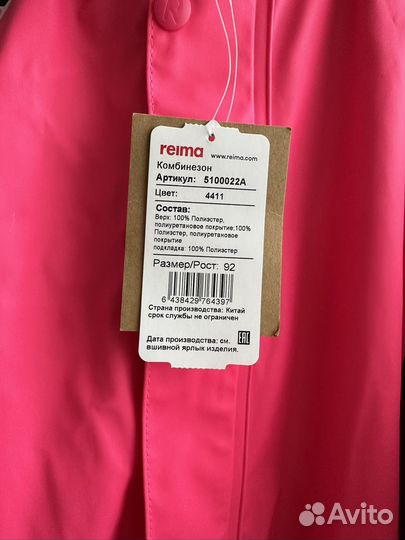 reima www.reima.com
Комбинезон
Артикул: 5100022A
Цвет: 4411
Состав:
Верх: 100% Полиэстер,
полиуретановое покрытие;100%
Полиэстер, полиуретановое
покрытие
подкладка: 100% Полиэстер
Размер/Рост: 92
6 438429 764397
Страна производства: Китай
срок службы не ограничен
Дата производства: см.
вшивной ярлык изделия.
EAC
Avito